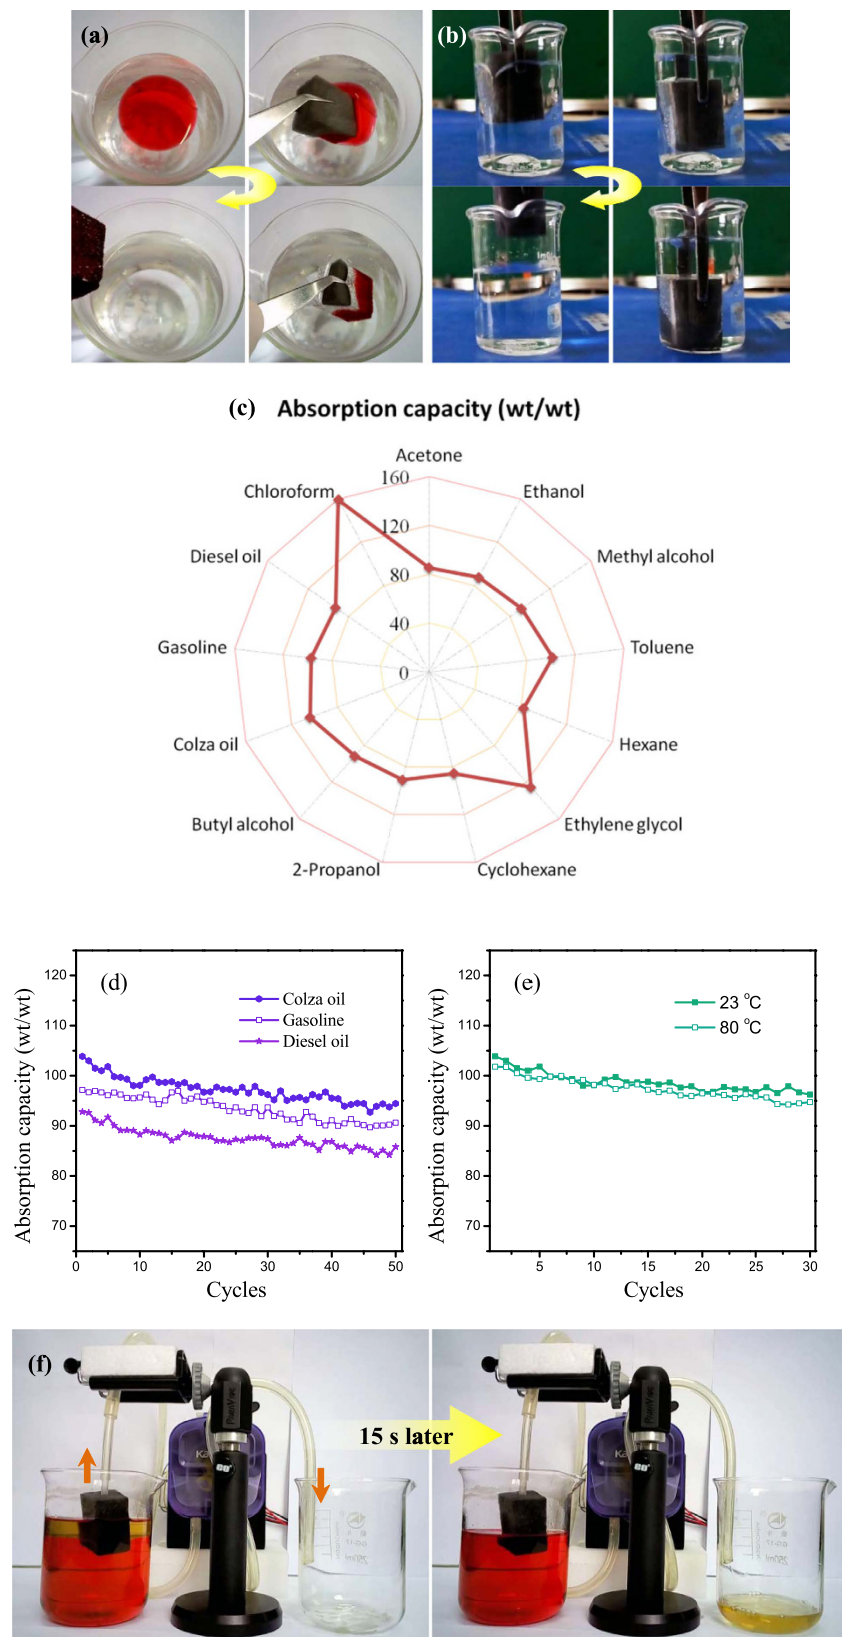 (a)
(b)
(c) Absorption capacity (wt/wt)
Acetone
160
Chloroform
Ethanol
120
Diesel oil
Methyl alcohol
80
Gasoline
Toluene
40
0
Colza oil
Hexane
Butyl alcohol
Ethylene glycol
2-Propanol
Cyclohexane
(d)
Absorption capacity (wt/wt)
120
110
100
90
80
70
Colza oil
Gasoline
Diesel oil
0 10 20 30 40 50
Cycles
(e)
Absorption capacity (wt/wt)
120
110
100
90
80
70
23 °C
80 °C
5 10 15 20 25 30
Cycles
(f)
15 s later
250ml